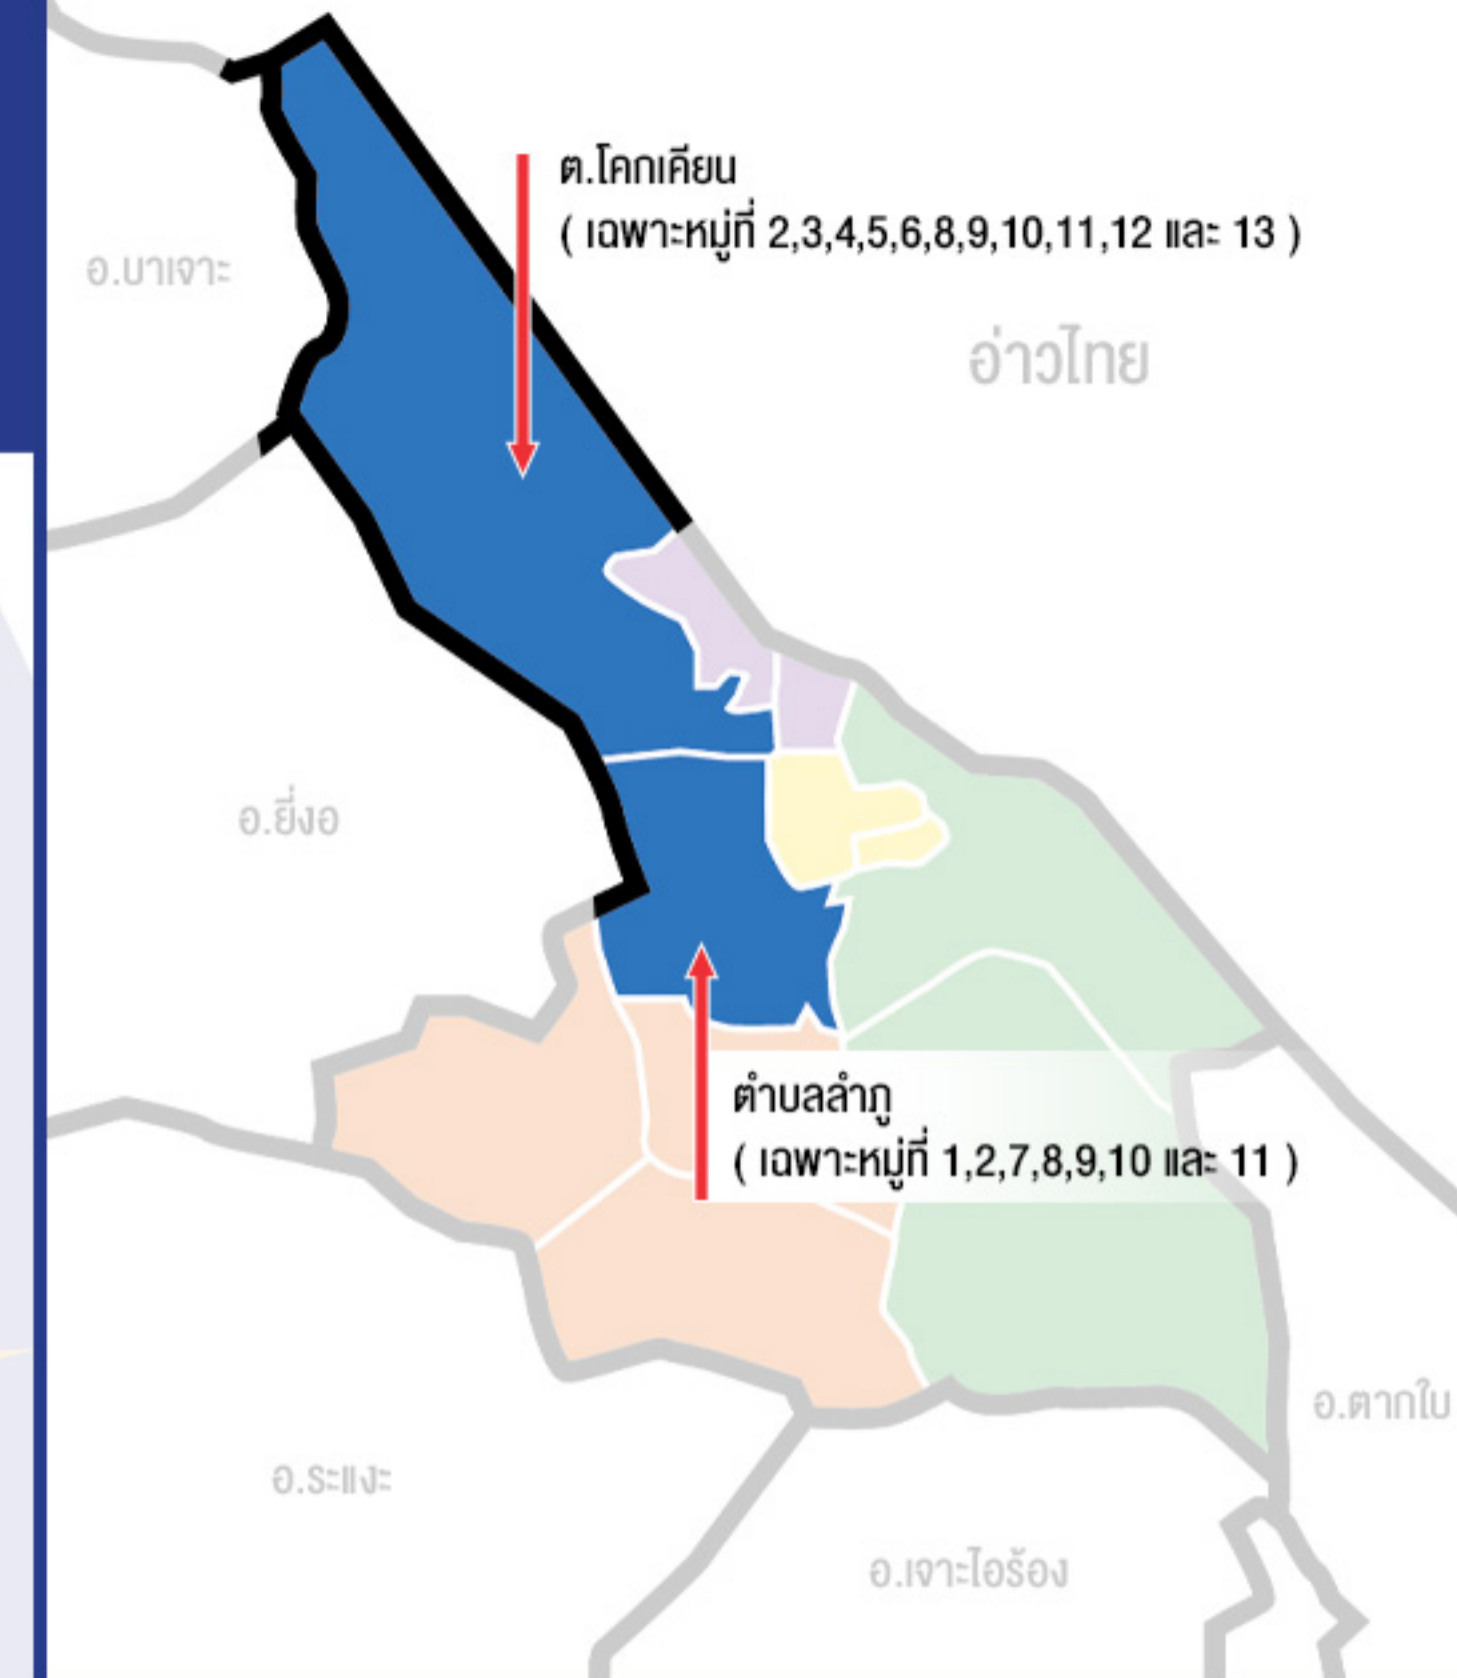 ต.โคกเคียน
( เฉพาะหมู่ที่ 2,3,4,5,6,8,9,10,11,12 และ 13 )
อ.บาเจาะ
อ่าวไทย
อ.ยี่งอ
ตำบลลำภู
( เฉพาะหมู่ที่ 1,2,7,8,9,10 และ 11 )
อ.ตากใบ
อ.ระแงะ
อ.เจาะไอร้อง